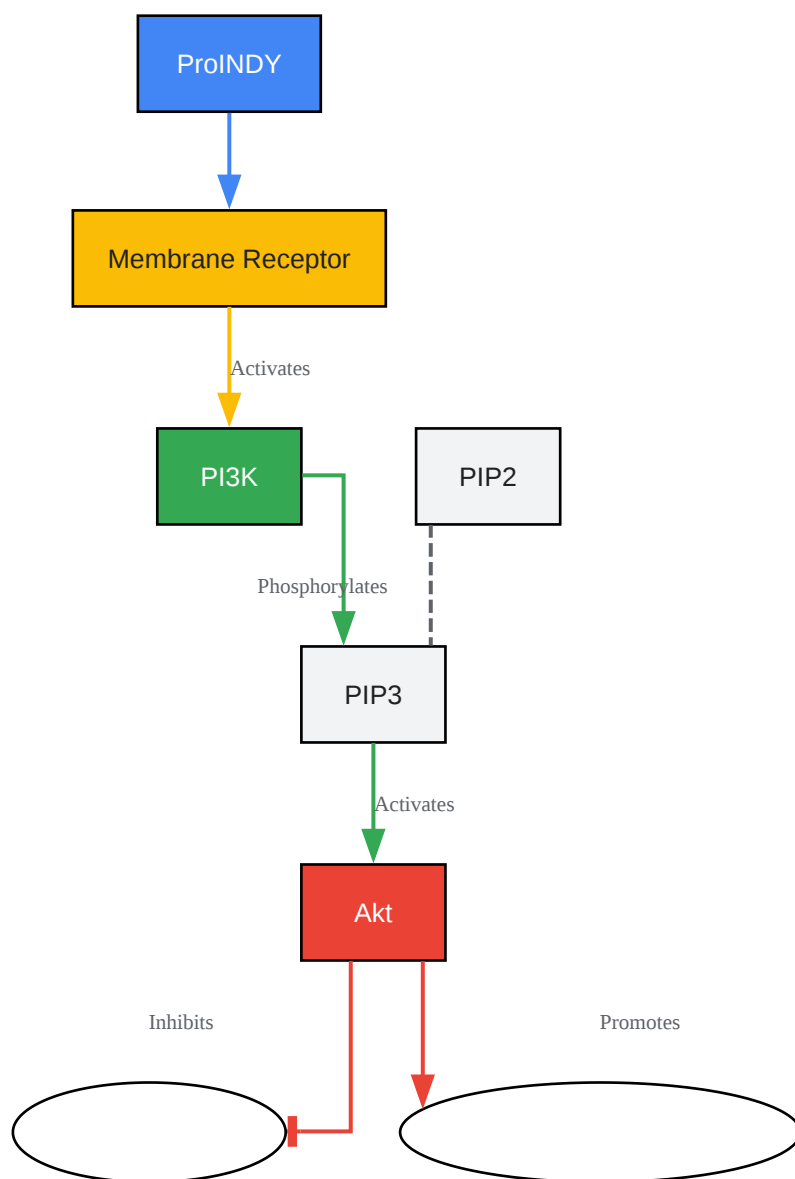 ProINDY
Membrane Receptor
Activates
PI3K
PIP2
Phosphorylates
PIP3
Activates
Akt
Inhibits
Promotes